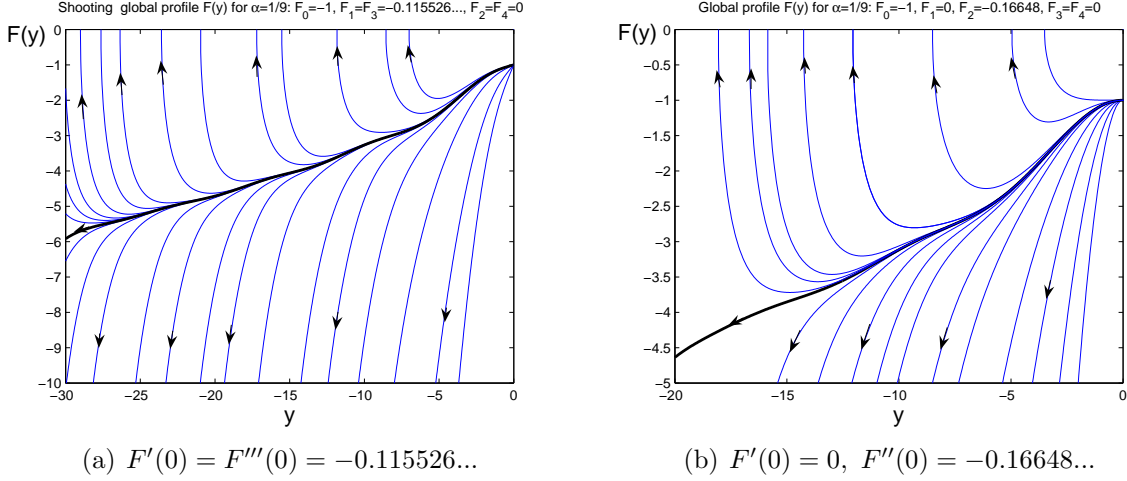 Shooting global profile F(y) for α=1/9: F₀=−1, F₁=F₃=−0.115526..., F₂=F₄=0
F(y)
0
−1
−2
−3
−4
−5
−6
−7
−8
−9
−10
−30 −25 −20 −15 −10 −5 0
y
(a) F′(0) = F′′′(0) = −0.115526...
Global profile F(y) for α=1/9: F₀=−1, F₁=0, F₂=−0.16648, F₃=F₄=0
F(y)
0
−0.5
−1
−1.5
−2
−2.5
−3
−3.5
−4
−4.5
−5
−20 −15 −10 −5 0
y
(b) F′(0) = 0, F′′(0) = −0.16648...